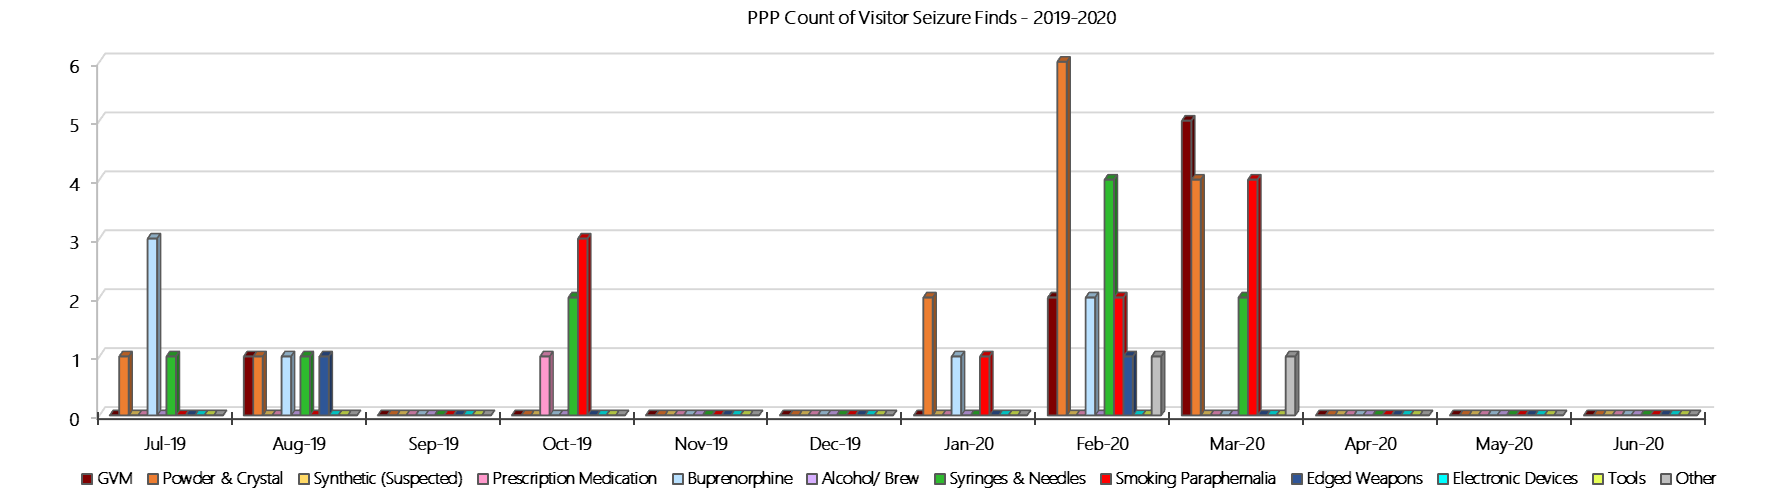 PPP Count of Visitor Seizure Finds - 2019-2020
6
5
4
3
2
1
0
Jul-19 Aug-19 Sep-19 Oct-19 Nov-19 Dec-19 Jan-20 Feb-20 Mar-20 Apr-20 May-20 Jun-20
GVM Powder & Crystal Synthetic (Suspected) Prescription Medication Buprenorphine Alcohol/ Brew Syringes & Needles Smoking Paraphernalia Edged Weapons Electronic Devices Tools Other